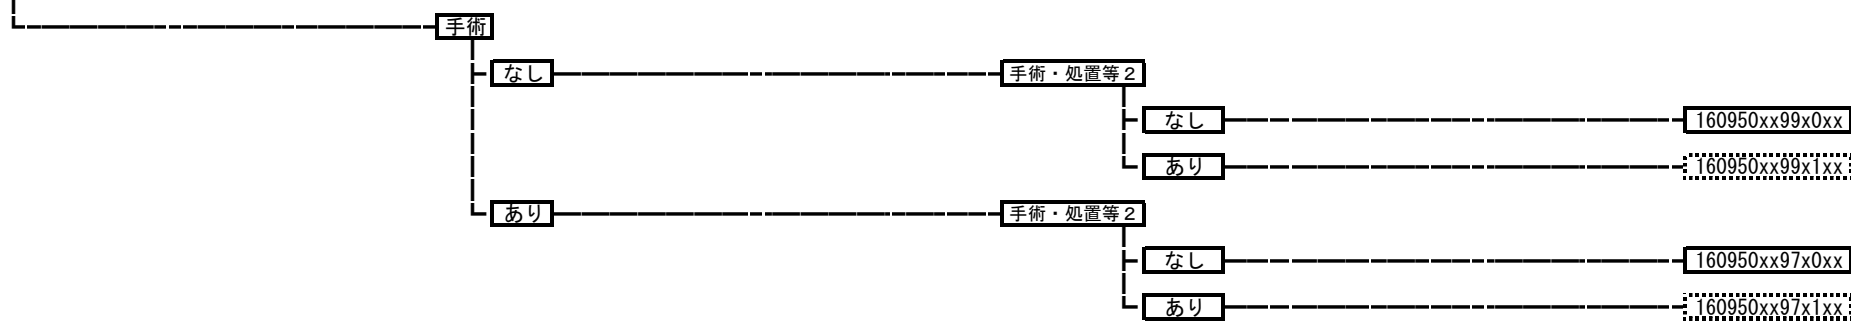 手術
なし 手術・処置等２
なし 160950xx99x0xx
あり 160950xx99x1xx
あり 手術・処置等２
なし 160950xx97x0xx
あり 160950xx97x1xx